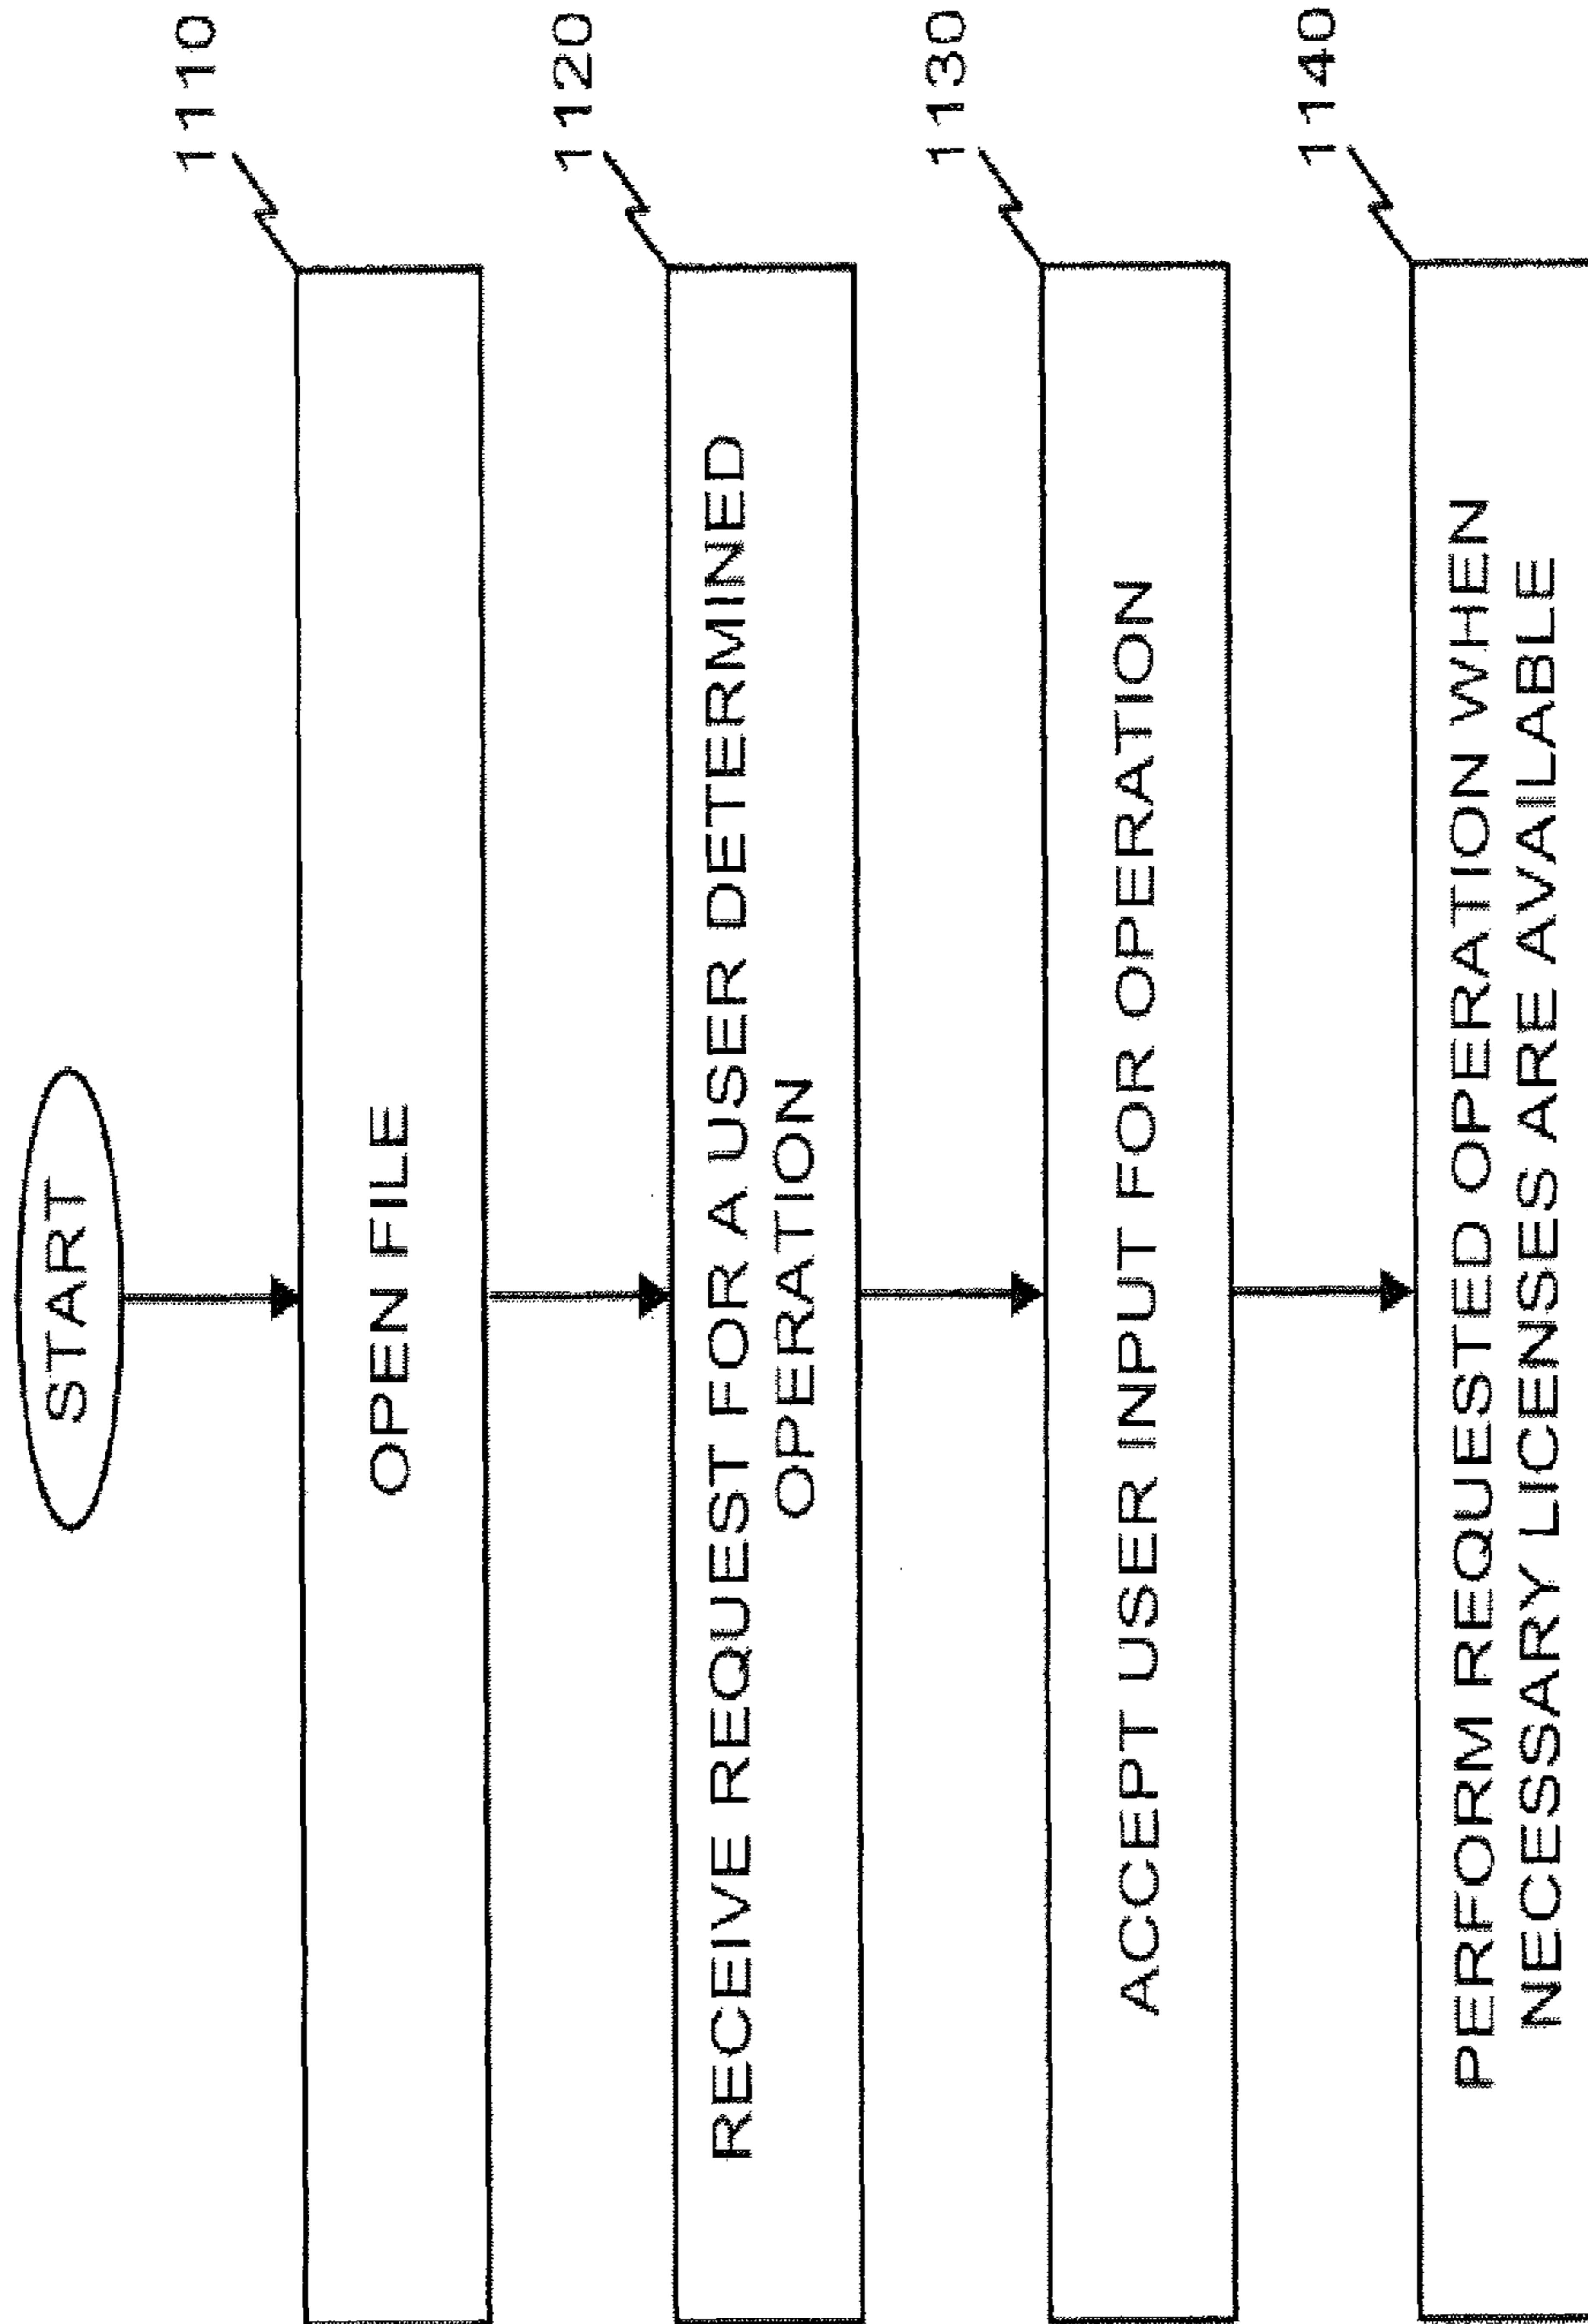 START
1110
OPEN FILE
1120
RECEIVE REQUEST FOR A USER DETERMINED
OPERATION
1130
ACCEPT USER INPUT FOR OPERATION
1140
PERFORM REQUESTED OPERATION WHEN
NECESSARY LICENSES ARE AVAILABLE